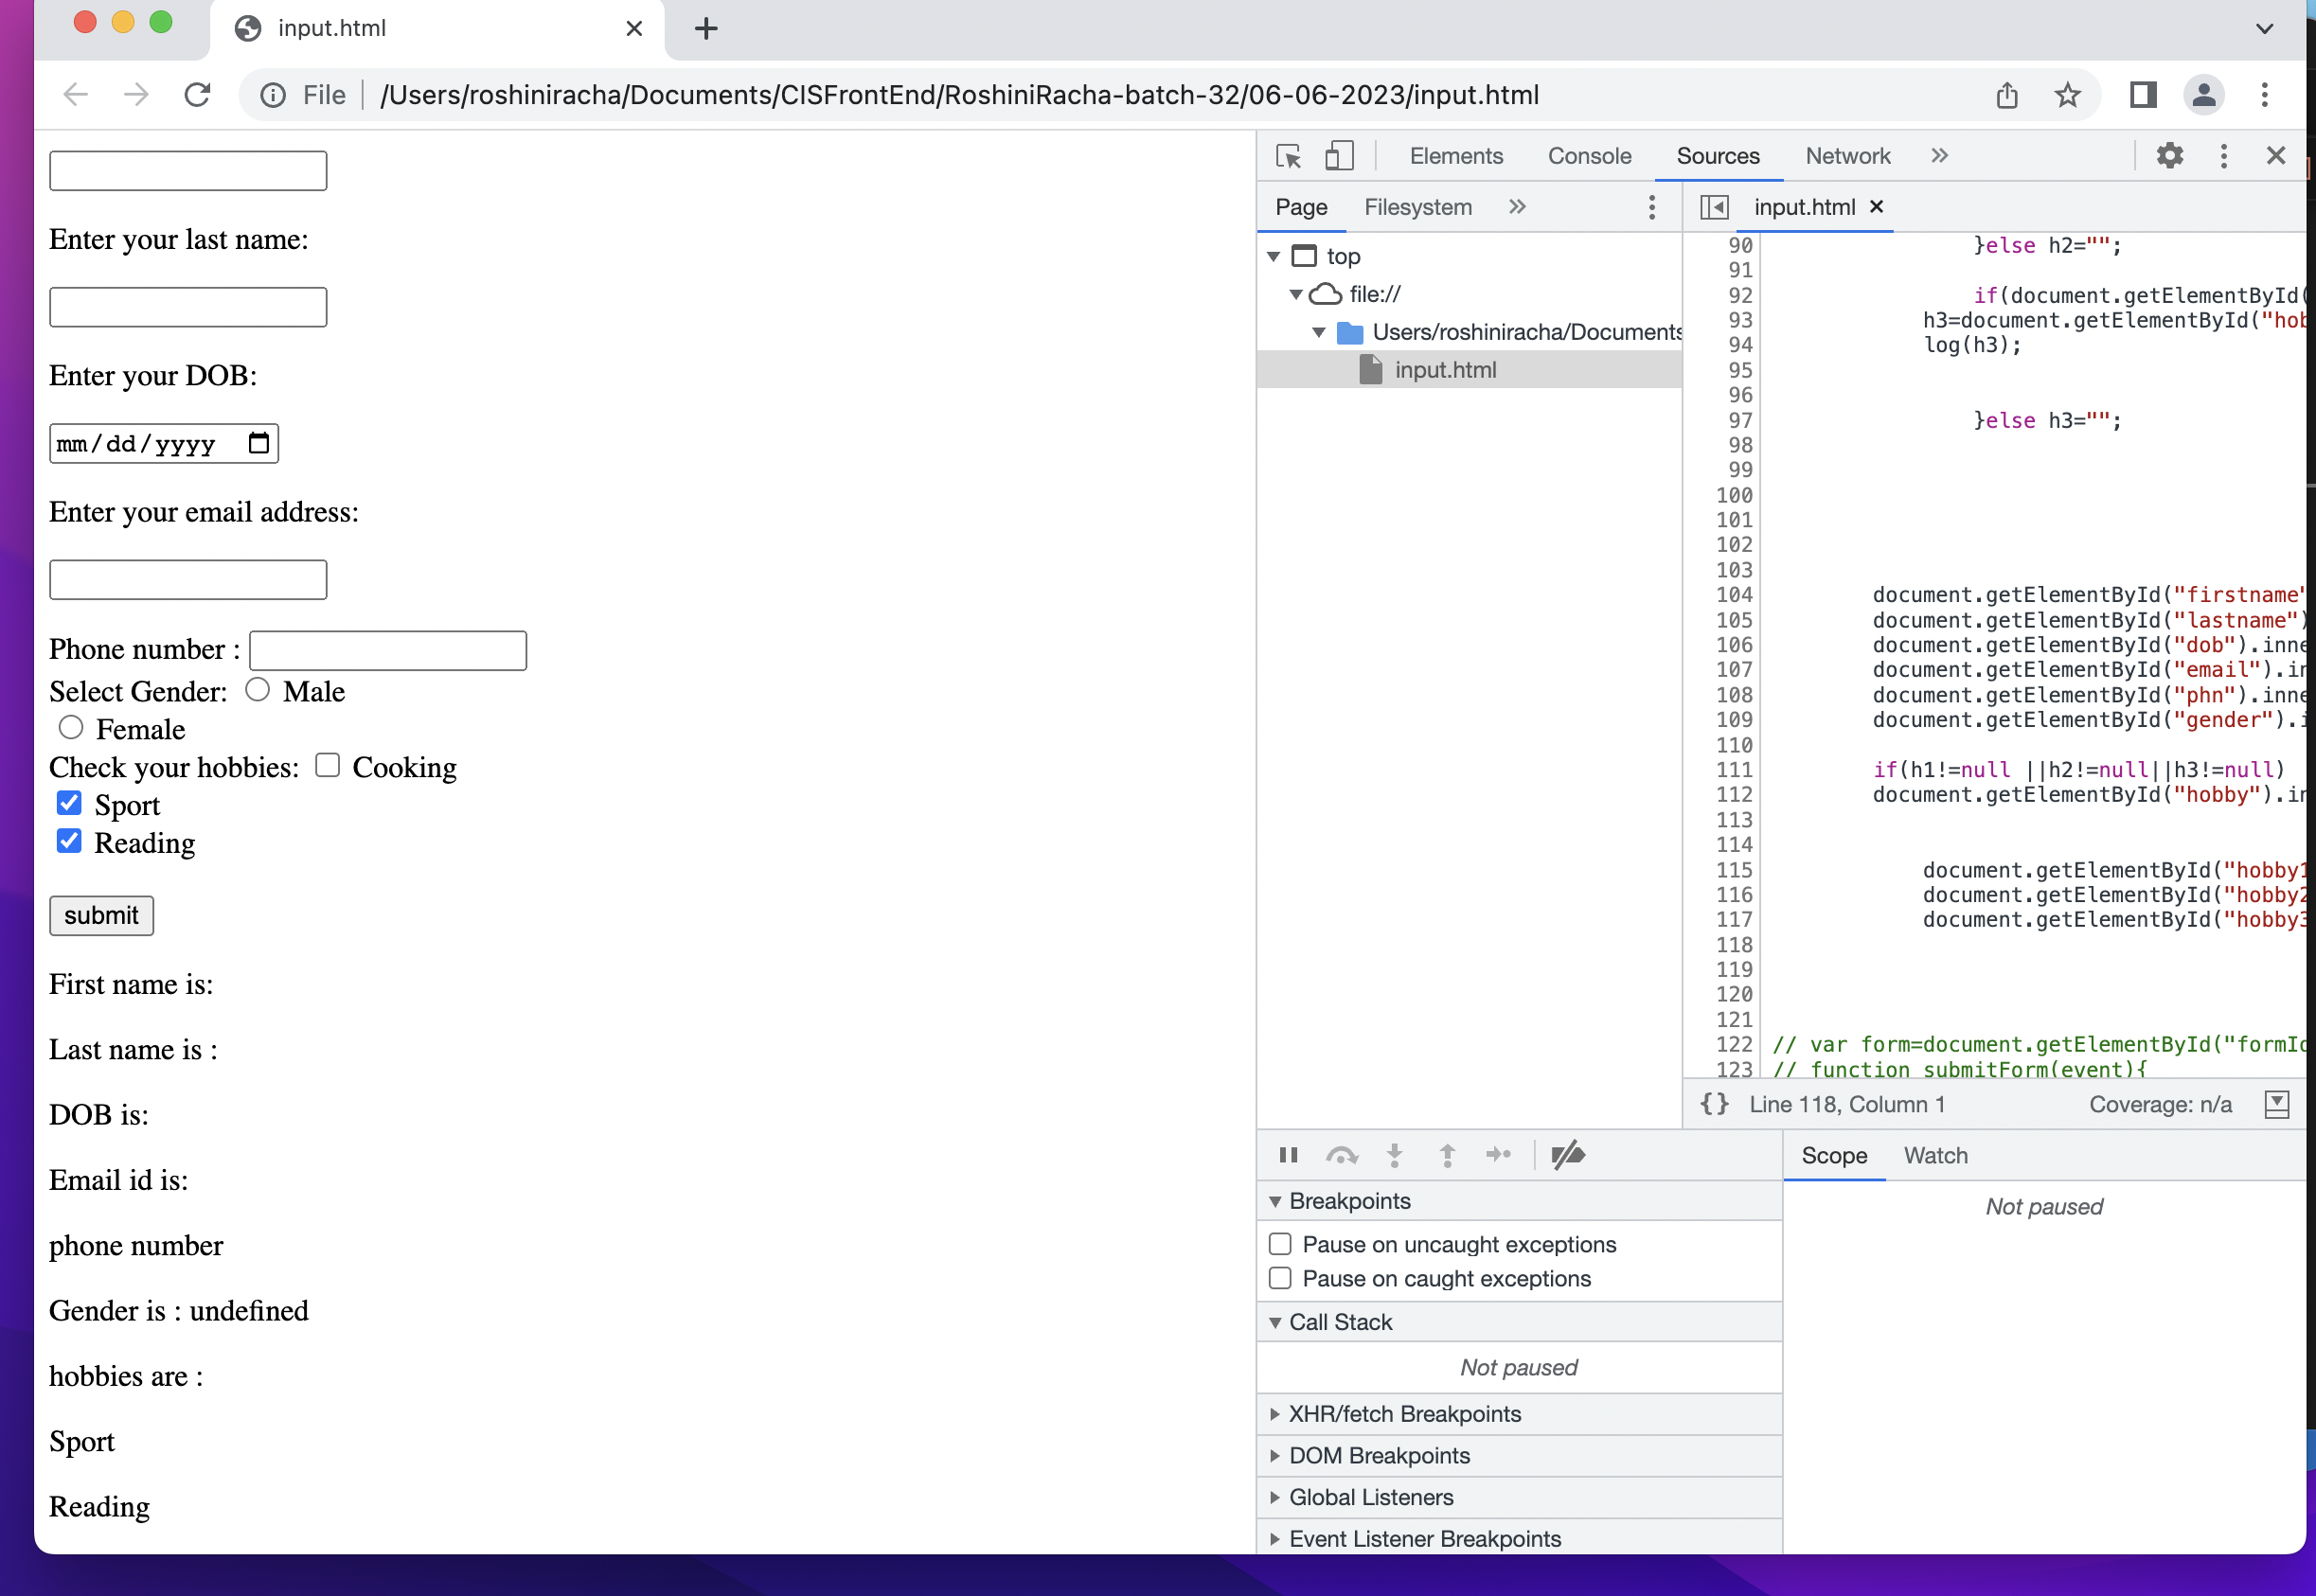 input.html
File
/Users/roshiniracha/Documents/CISFrontEnd/RoshiniRacha-batch-32/06-06-2023/input.html
Enter your last name:
Enter your DOB:
mm/dd/yyyy
Enter your email address:
Phone number :
Select Gender: Male
Female
Check your hobbies: Cooking
Sport
Reading
submit
First name is:
Last name is :
DOB is:
Email id is:
phone number
Gender is : undefined
hobbies are :
Sport
Reading
Elements Console Sources Network
Page Filesystem
top
file://
Users/roshiniracha/Documents
input.html
input.html
90 }else h2="";
91
92 if(document.getElementById(
93 h3=document.getElementById("hob
94 log(h3);
95
96
97 }else h3="";
98
99
100
101
102
103
104 document.getElementById("firstname"
105 document.getElementById("lastname")
106 document.getElementById("dob").inne
107 document.getElementById("email").in
108 document.getElementById("phn").inne
109 document.getElementById("gender").i
110
111 if(h1!=null ||h2!=null||h3!=null)
112 document.getElementById("hobby").in
113
114
115 document.getElementById("hobby1
116 document.getElementById("hobby2
117 document.getElementById("hobby3
118
119
120
121
122 // var form=document.getElementById("formId
123 // function submitForm(event){
{} Line 118, Column 1 Coverage: n/a
Breakpoints
Pause on uncaught exceptions
Pause on caught exceptions
Call Stack
Not paused
XHR/fetch Breakpoints
DOM Breakpoints
Global Listeners
Event Listener Breakpoints
Scope Watch
Not paused